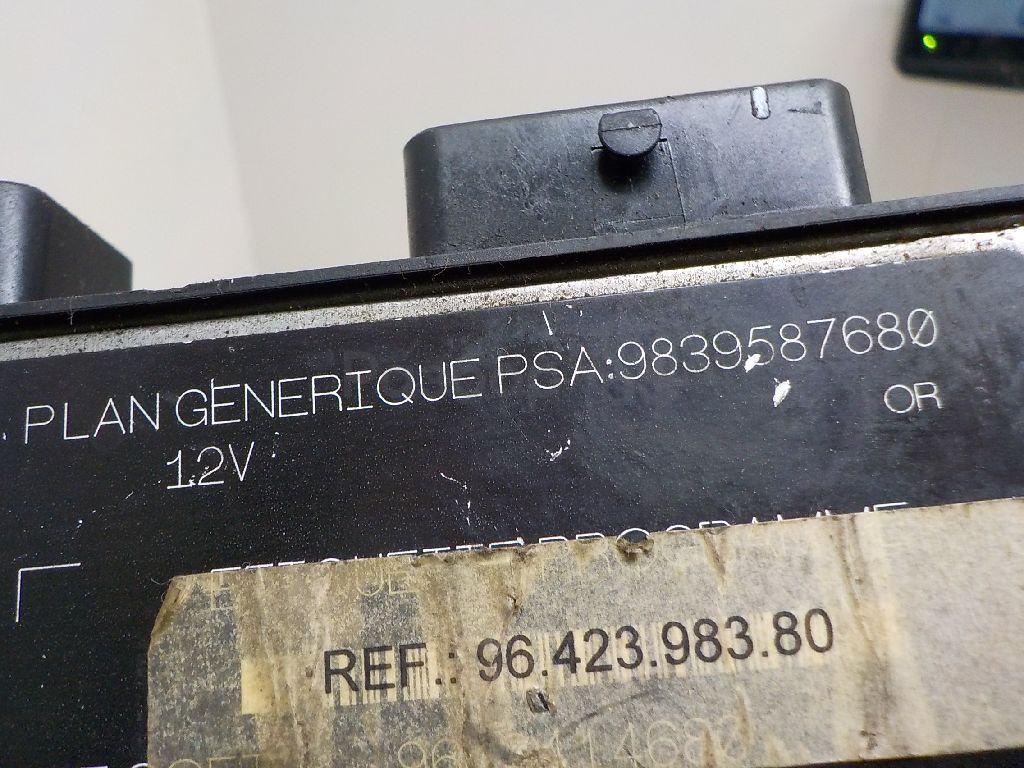 PLAN GENERIQUE PSA:9839587680
12V
OR
REF.: 96.423.983.80